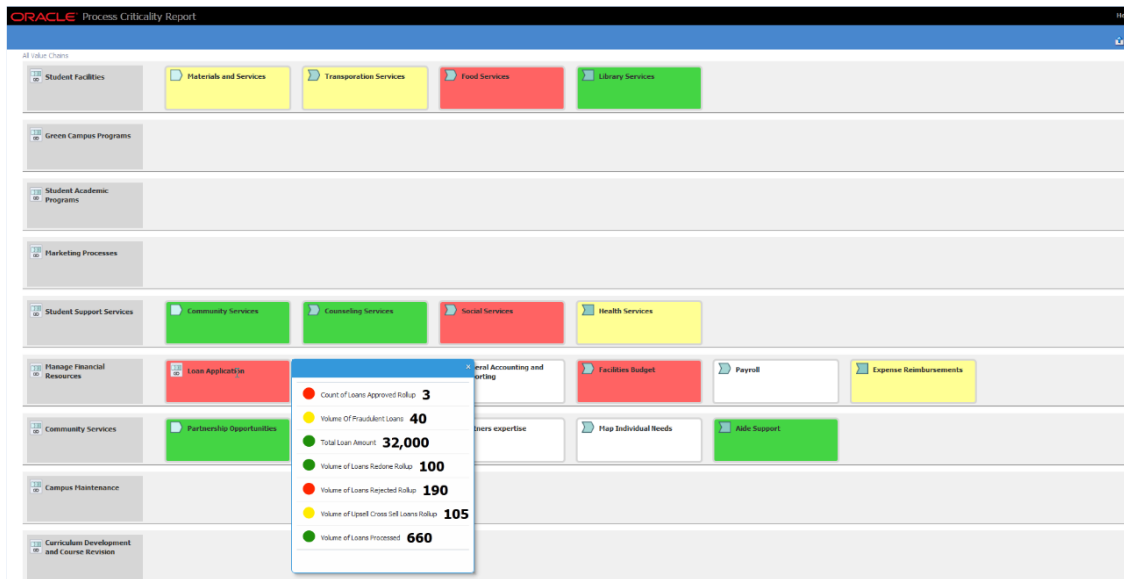 ORACLE Process Criticality Report
All Value Chains
Student Facilities
Materials and Services
Transporation Services
Food Services
Library Services
Green Campus Programs
Student Academic
Programs
Marketing Processes
Student Support Services
Community Services
Counseling Services
Social Services
Health Services
Manage Financial
Resources
Loan Application
eral Accounting and
orting
Facilities Budget
Payroll
Expense Reimbursements
Count of Loans Approved Rollup 3
Volume Of Fraudulent Loans 40
Total Loan Amount 32,000
Volume of Loans Redone Rollup 100
Volume of Loans Rejected Rollup 190
Volume of Upsell Cross Sell Loans Rollup 105
Volume of Loans Processed 660
Community Services
Partnership Opportunities
tners expertise
Map Individual Needs
Aide Support
Campus Maintenance
Curriculum Development
and Course Revision